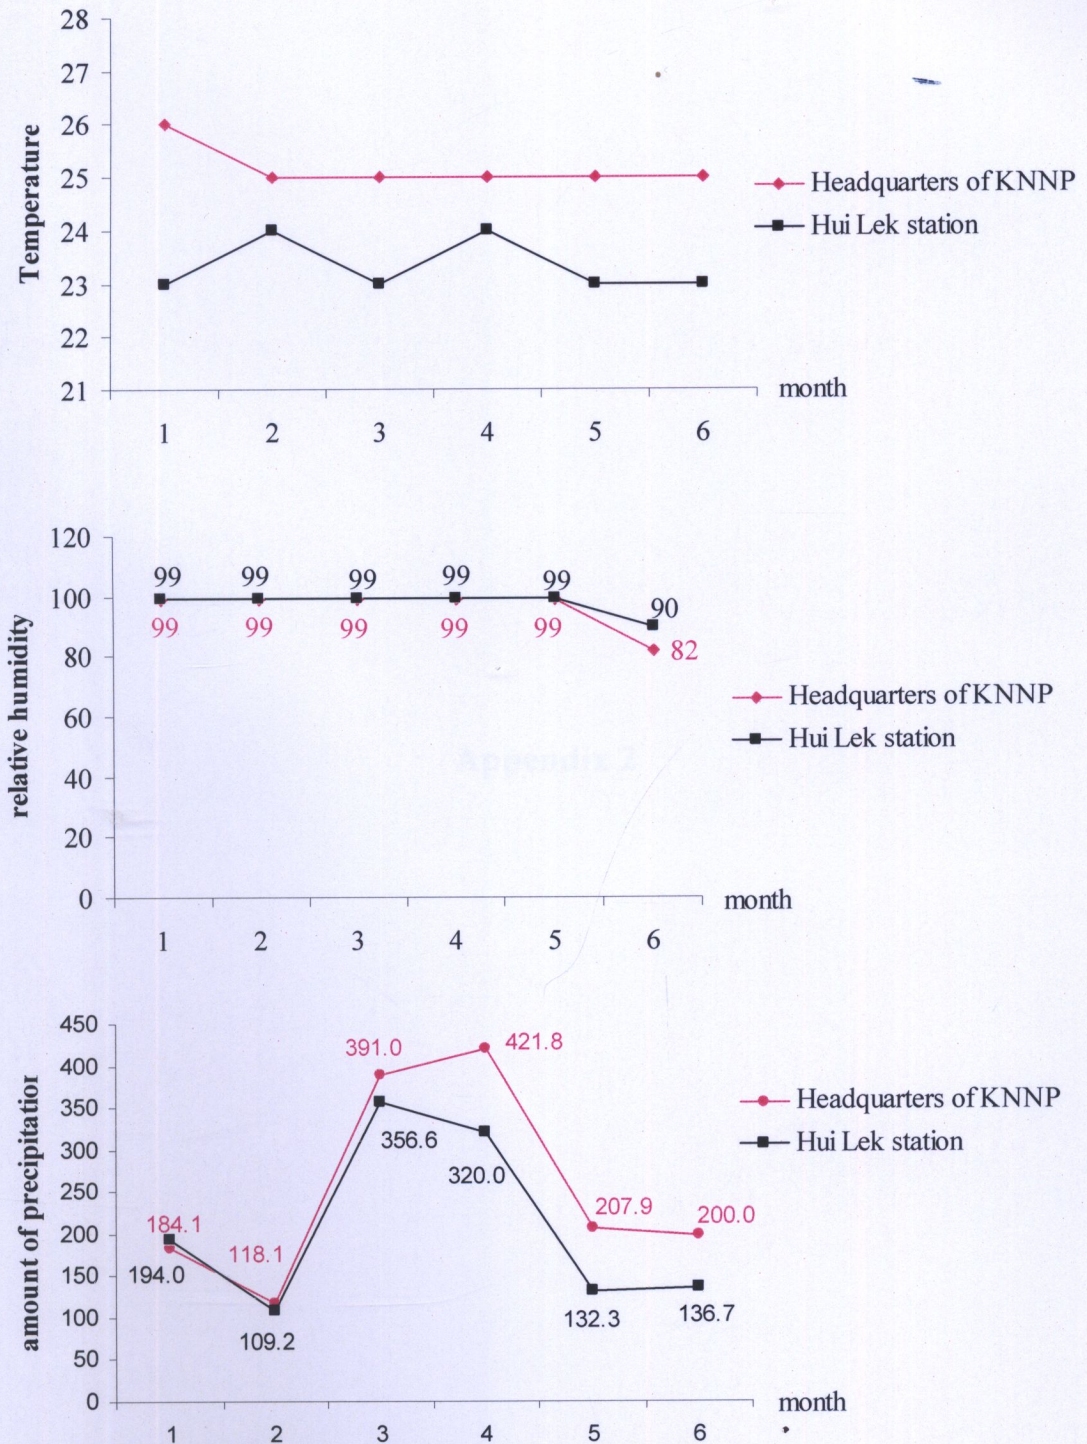 28
27
26
25
24
23
22
21
Temperature
Headquarters of KNNP
Hui Lek station
month
1 2 3 4 5 6
120
100
80
60
40
20
0
relative humidity
99 99 99 99 99 90
99 99 99 99 99 82
Headquarters of KNNP
Hui Lek station
Appendix 2
month
1 2 3 4 5 6
450
400
350
300
250
200
150
100
50
0
amount of precipitatior
391.0 421.8
Headquarters of KNNP
Hui Lek station
356.6
320.0
184.1 118.1 207.9 200.0
194.0
109.2 132.3 136.7
month
1 2 3 4 5 6